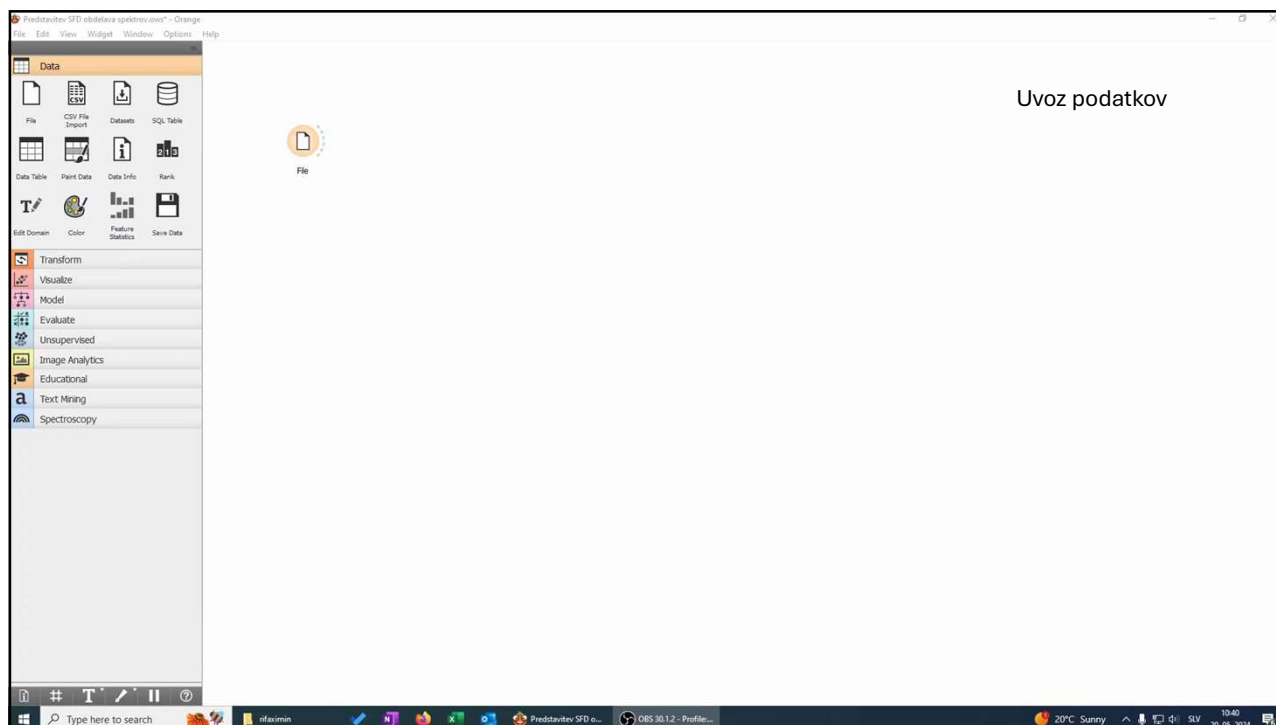 Predstavitev SFD obdelava spektrov.ows* - Orange
File Edit View Widget Window Options Help
Data
Uvoz podatkov
File
CSV File Import
Datasets
SQL Table
File
Data Table
Paint Data
Data Info
Rank
Edit Domain
Color
Feature Statistics
Save Data
Transform
Visualize
Model
Evaluate
Unsupervised
Image Analytics
Educational
Text Mining
Spectroscopy
Type here to search
rifaximin
Predstavitev SFD o...
OBS 30.1.2 - Profile:...
20°C Sunny
SLV
10:40
20. 05. 2024